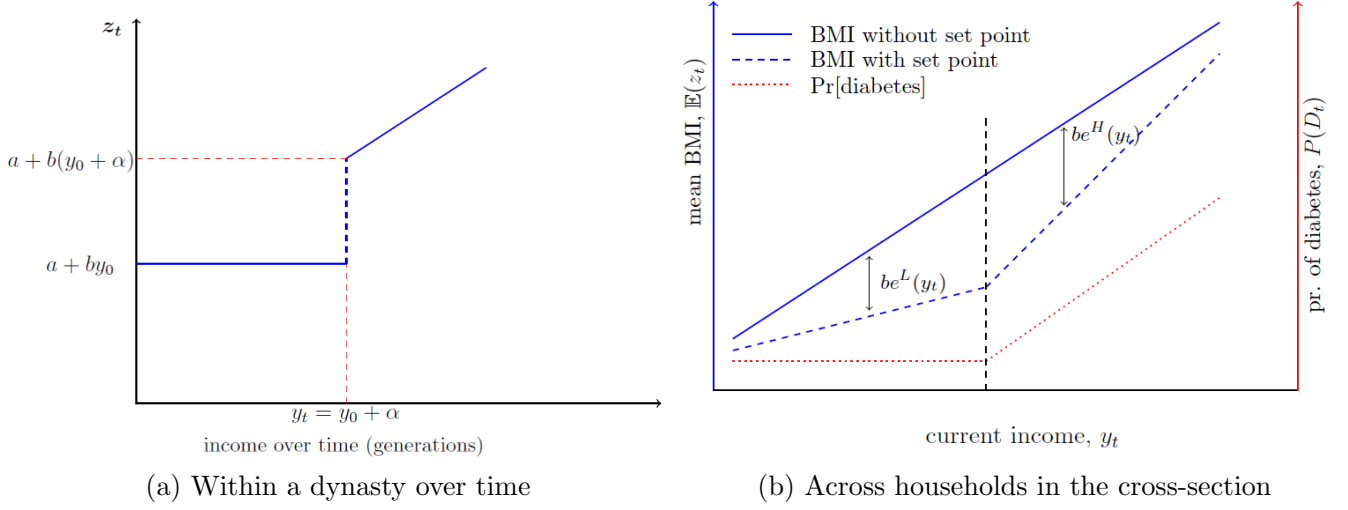 z_t
a + b(y_0 + α)
a + by_0
y_t = y_0 + α
income over time (generations)
(a) Within a dynasty over time
mean BMI, 𝔼(z_t)
BMI without set point
BMI with set point
Pr[diabetes]
be^H(y_t)
be^L(y_t)
pr. of diabetes, P(D_t)
current income, y_t
(b) Across households in the cross-section